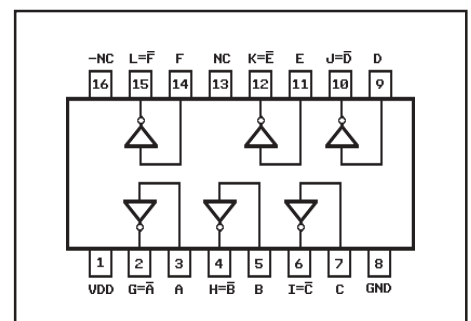 -NC L=F̅ F NC K=E̅ E J=D̅ D
16 15 14 13 12 11 10 9
1 2 3 4 5 6 7 8
VDD G=A̅ A H=B̅ B I=C̅ C GND